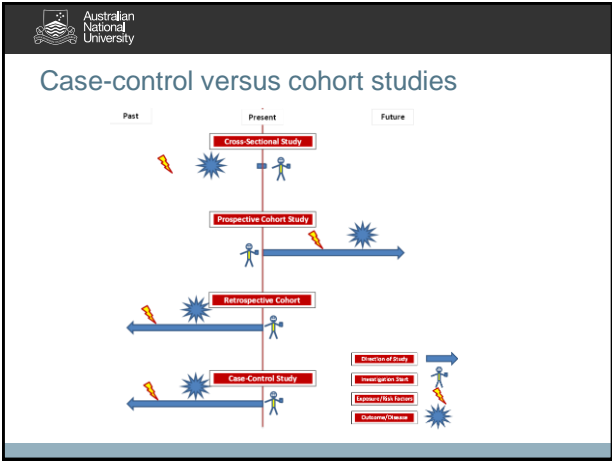 Australian
National
University
Case-control versus cohort studies
Past Present Future
Cross-Sectional Study
Prospective Cohort Study
Retrospective Cohort
Case-Control Study
Direction of Study
Investigation Start
Exposure/Risk Factors
Outcome/Disease